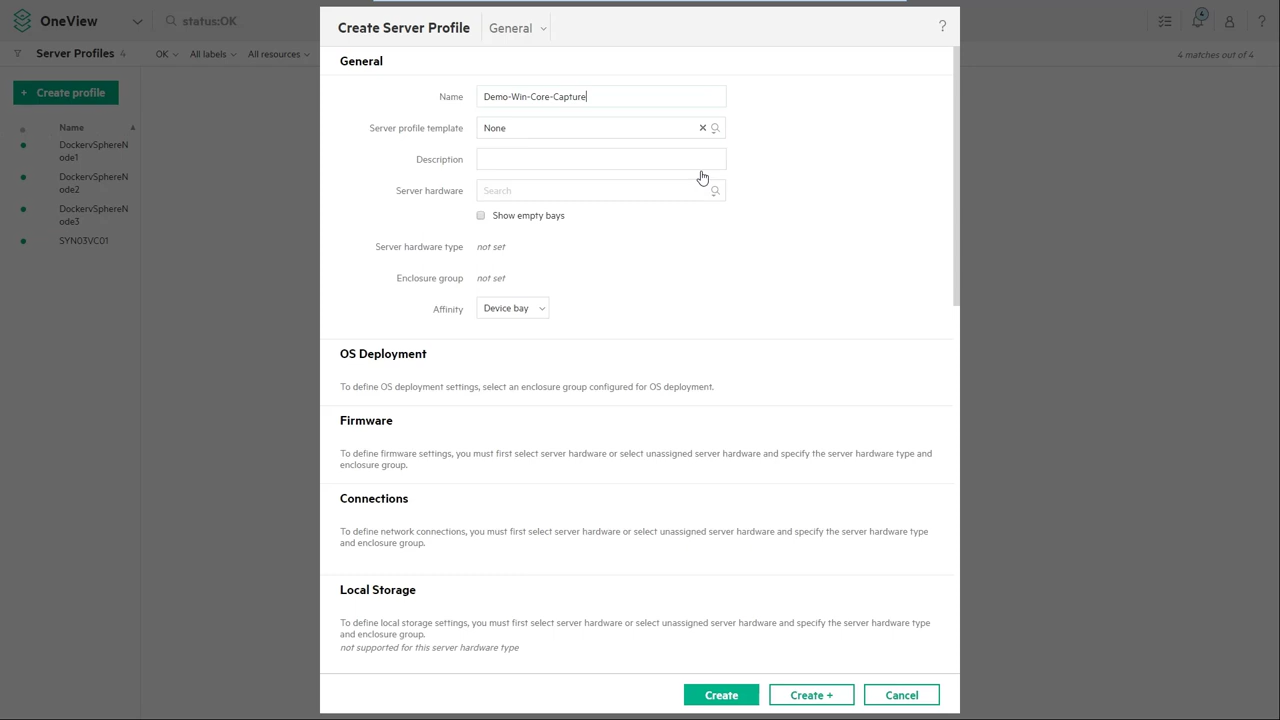 OneView
status:OK
4
?
Server Profiles 4
OK
All labels
All resources
4 matches out of 4
+ Create profile
Name
DockervSphereN
ode1
DockervSphereN
ode2
DockervSphereN
ode3
SYN03VC01
Create Server Profile
General
?
General
Name
Demo-Win-Core-Capture
Server profile template
None
Description
Server hardware
Search
Show empty bays
Server hardware type
not set
Enclosure group
not set
Affinity
Device bay
OS Deployment
To define OS deployment settings, select an enclosure group configured for OS deployment.
Firmware
To define firmware settings, you must first select server hardware or select unassigned server hardware and specify the server hardware type and
enclosure group.
Connections
To define network connections, you must first select server hardware or select unassigned server hardware and specify the server hardware type
and enclosure group.
Local Storage
To define local storage settings, you must first select server hardware or select unassigned server hardware and specify the server hardware type
and enclosure group.
not supported for this server hardware type
Create
Create +
Cancel